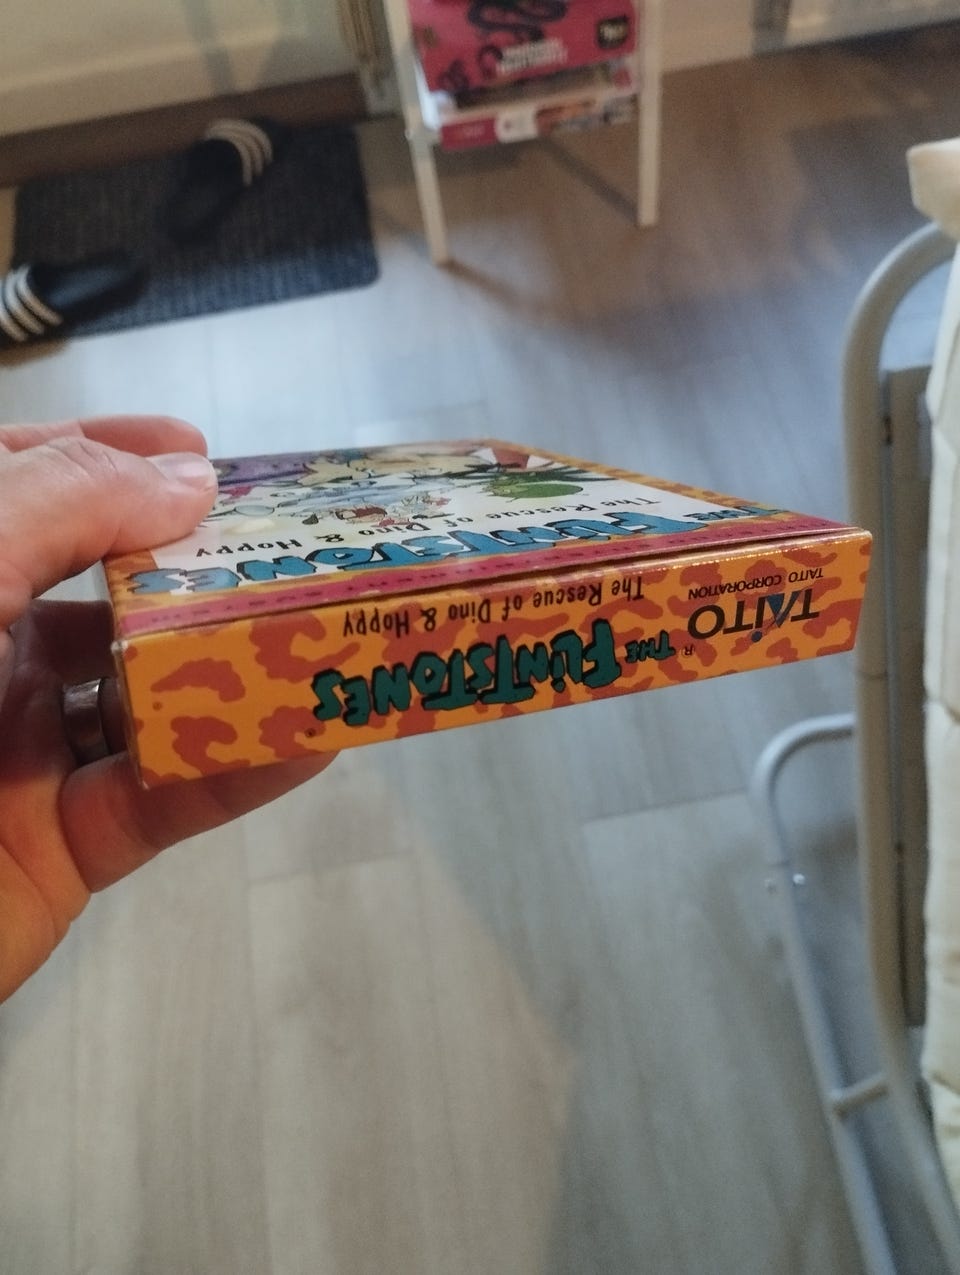 THE FLINTSTONES
The Rescue of Dino & Hoppy
TAITO
TAITO CORPORATION
THE FLINTSTONES®
The Rescue of Dino & Hoppy